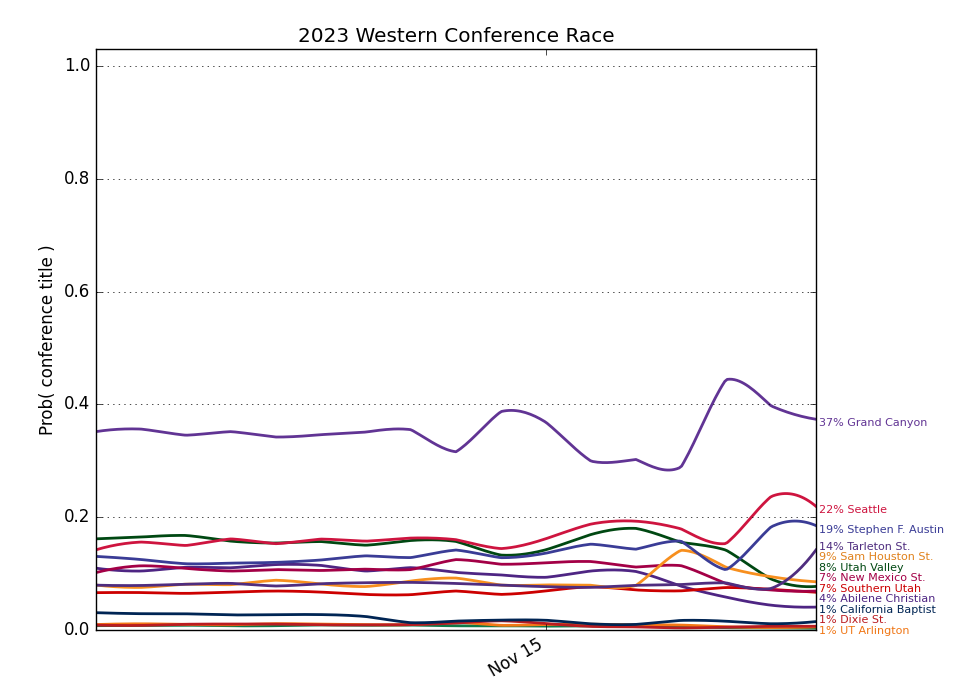 2023 Western Conference Race
Prob( conference title )
1.0
0.8
0.6
0.4
0.2
0.0
Nov 15
37% Grand Canyon
22% Seattle
19% Stephen F. Austin
14% Tarleton St.
9% Sam Houston St.
8% Utah Valley
7% New Mexico St.
7% Southern Utah
4% Abilene Christian
1% California Baptist
1% Dixie St.
1% UT Arlington